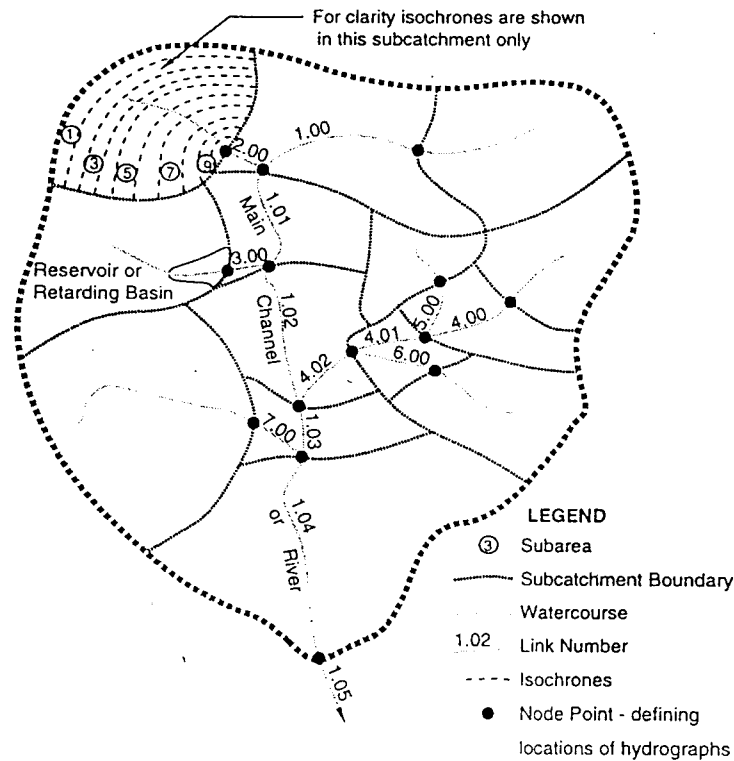 For clarity isochrones are shown
in this subcatchment only
1.00
2.00
1
3
5
7
9
1.01
Main
3.00
Reservoir or
Retarding Basin
1.02
Channel
5.00
4.00
4.01
6.00
4.02
1.03
7.00
1.04
or
River
1.05
LEGEND
3 Subarea
Subcatchment Boundary
Watercourse
1.02 Link Number
Isochrones
Node Point - defining
locations of hydrographs